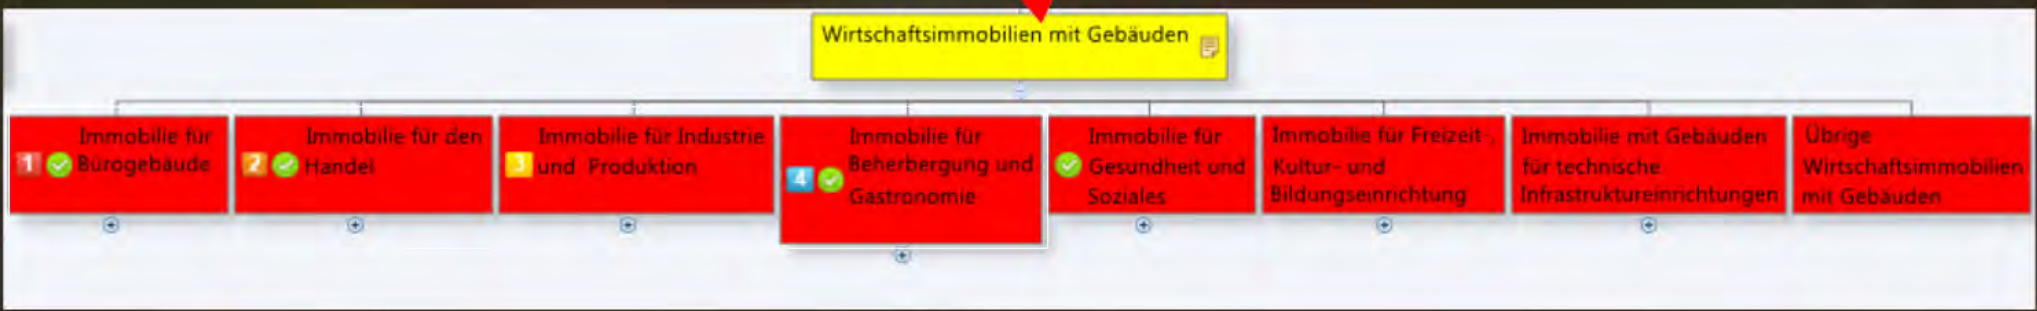 Wirtschaftsimmobilien mit Gebäuden
1
Immobilie für
Bürogebäude
2
Immobilie für den
Handel
3
Immobilie für Industrie
und Produktion
4
Immobilie für
Beherbergung und
Gastronomie
Immobilie für
Gesundheit und
Soziales
Immobilie für Freizeit-,
Kultur- und
Bildungseinrichtung
Immobilie mit Gebäuden
für technische
Infrastruktureinrichtungen
Übrige
Wirtschaftsimmobilien
mit Gebäuden